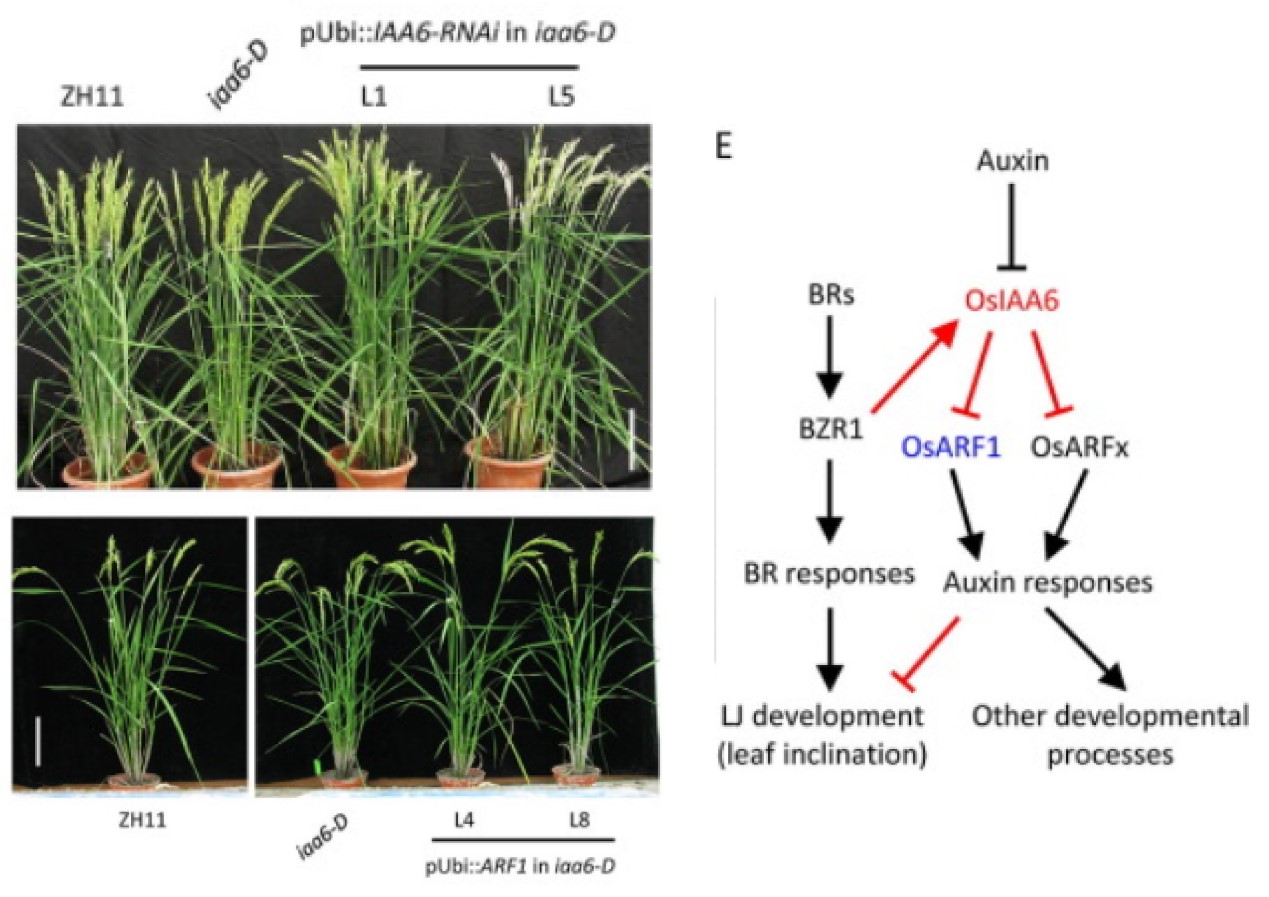 pUbi::IAA6-RNAi in iaa6-D
ZH11
iaa6-D
L1
L5
ZH11
iaa6-D
L4
L8
pUbi::ARF1 in iaa6-D
E
Auxin
BRs
OsIAA6
BZR1
OsARF1
OsARFx
BR responses
Auxin responses
LJ development
(leaf inclination)
Other developmental
processes